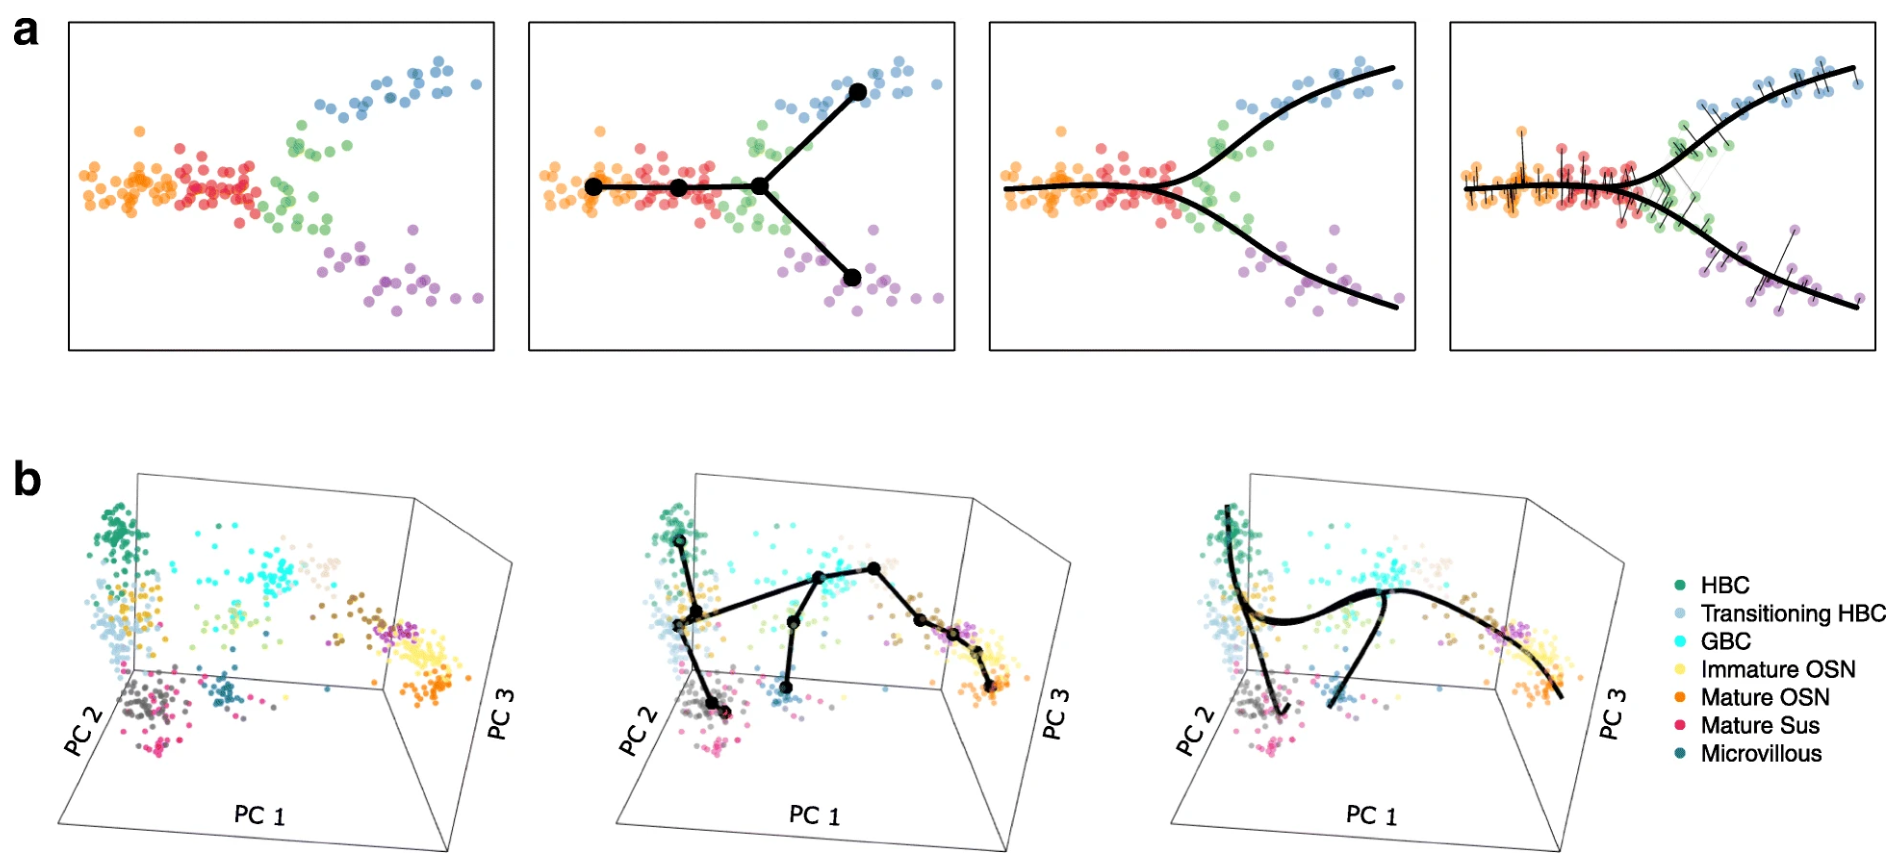 a
b
PC 2
PC 1
PC 3
PC 2
PC 1
PC 3
PC 2
PC 1
PC 3
HBC
Transitioning HBC
GBC
Immature OSN
Mature OSN
Mature Sus
Microvillous